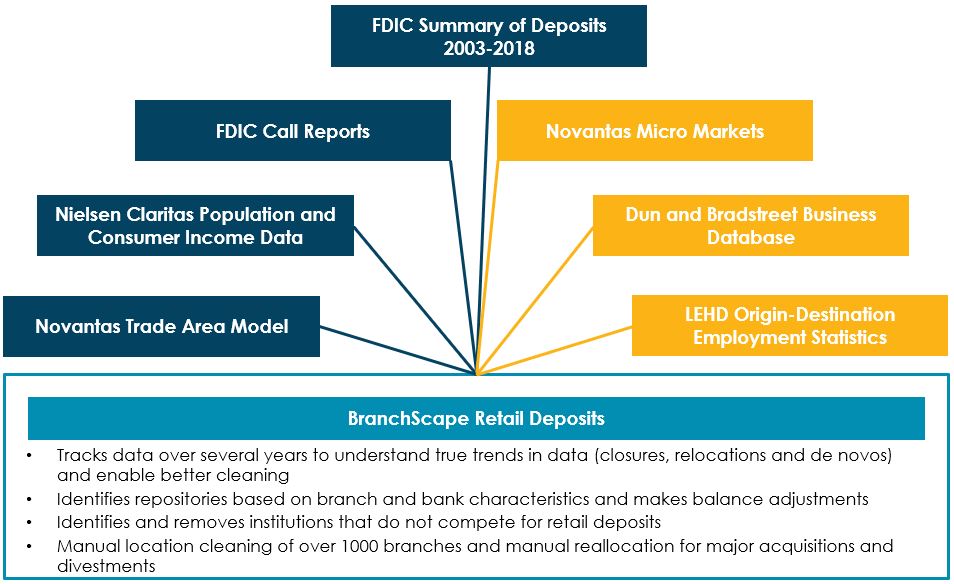 FDIC Summary of Deposits
2003-2018
FDIC Call Reports
Novantas Micro Markets
Nielsen Claritas Population and
Consumer Income Data
Dun and Bradstreet Business
Database
Novantas Trade Area Model
LEHD Origin-Destination
Employment Statistics
BranchScape Retail Deposits
• Tracks data over several years to understand true trends in data (closures, relocations and de novos)
and enable better cleaning
• Identifies repositories based on branch and bank characteristics and makes balance adjustments
• Identifies and removes institutions that do not compete for retail deposits
• Manual location cleaning of over 1000 branches and manual reallocation for major acquisitions and
divestments